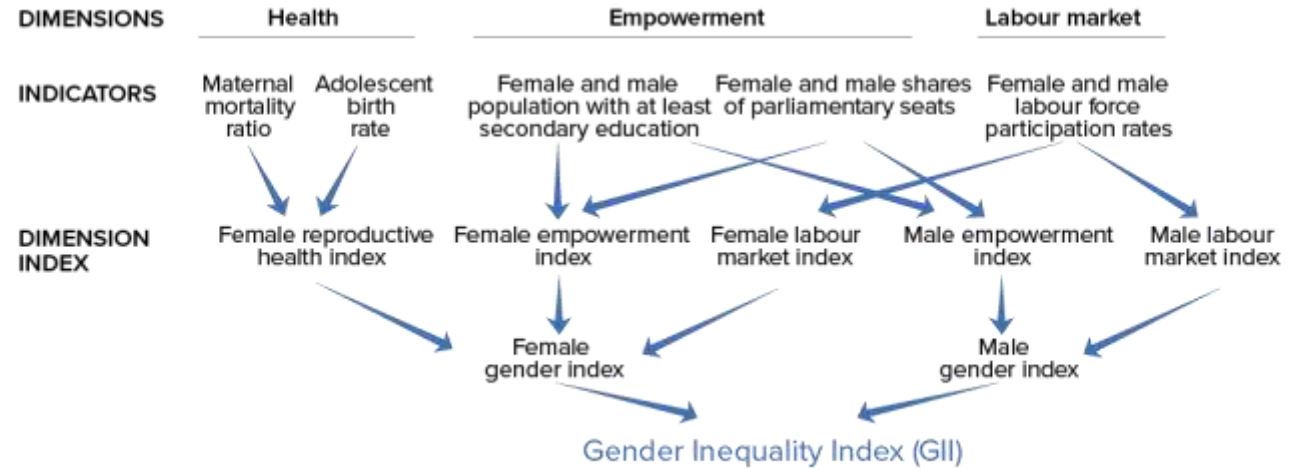 DIMENSIONS
Health
Empowerment
Labour market
INDICATORS
Maternal
mortality
ratio
Adolescent
birth
rate
Female and male
population with at least
secondary education
Female and male shares
of parliamentary seats
Female and male
labour force
participation rates
DIMENSION
INDEX
Female reproductive
health index
Female empowerment
index
Female labour
market index
Male empowerment
index
Male labour
market index
Female
gender index
Male
gender index
Gender Inequality Index (GII)